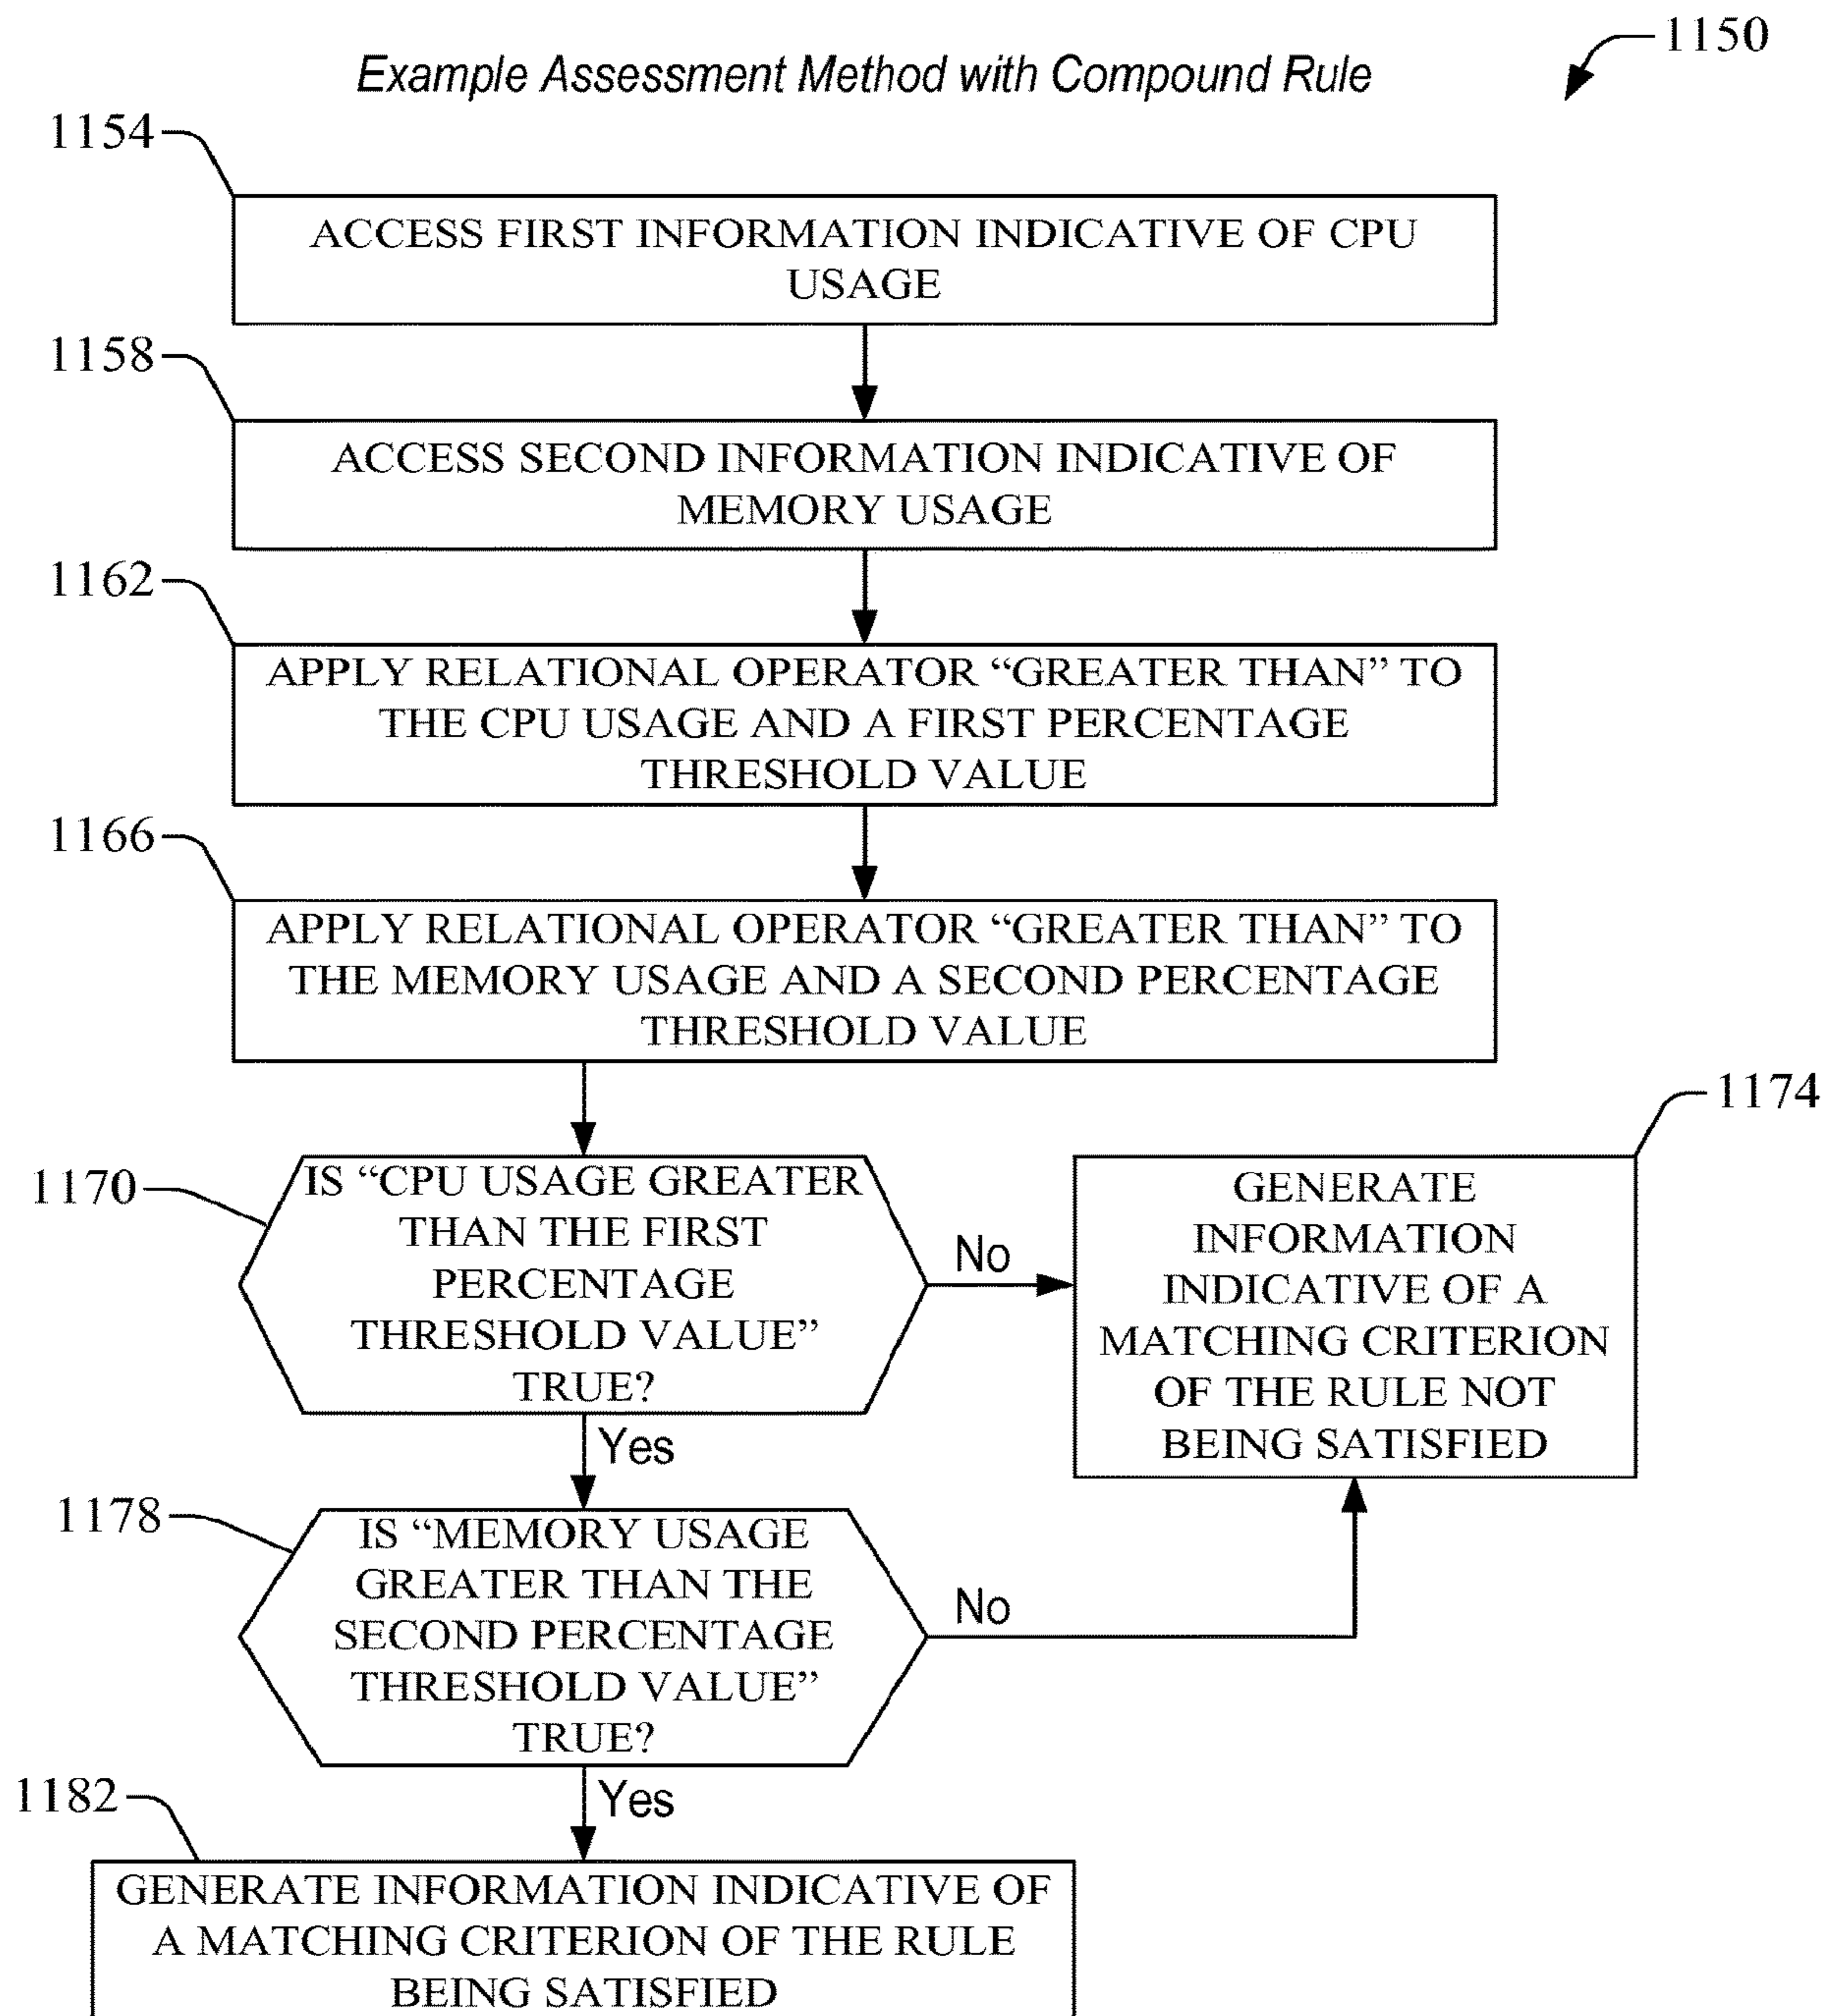 1150
Example Assessment Method with Compound Rule
1154
ACCESS FIRST INFORMATION INDICATIVE OF CPU
USAGE
1158
ACCESS SECOND INFORMATION INDICATIVE OF
MEMORY USAGE
1162
APPLY RELATIONAL OPERATOR “GREATER THAN” TO
THE CPU USAGE AND A FIRST PERCENTAGE
THRESHOLD VALUE
1166
APPLY RELATIONAL OPERATOR “GREATER THAN” TO
THE MEMORY USAGE AND A SECOND PERCENTAGE
THRESHOLD VALUE
1170
IS “CPU USAGE GREATER
THAN THE FIRST
PERCENTAGE
THRESHOLD VALUE”
TRUE?
No
1174
GENERATE
INFORMATION
INDICATIVE OF A
MATCHING CRITERION
OF THE RULE NOT
BEING SATISFIED
Yes
1178
IS “MEMORY USAGE
GREATER THAN THE
SECOND PERCENTAGE
THRESHOLD VALUE”
TRUE?
No
Yes
1182
GENERATE INFORMATION INDICATIVE OF
A MATCHING CRITERION OF THE RULE
BEING SATISFIED